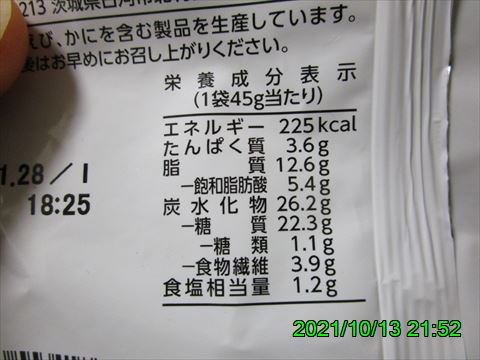 213 茨城県古河市北
えび、かにを含む製品を生産しています。
後はお早めにお召し上がりください。
栄養成分表示
(1袋45g当たり)
エネルギー 225kcal
たんぱく質 3.6g
脂質 12.6g
－飽和脂肪酸 5.4g
炭水化物 26.2g
－糖質 22.3g
－糖類 1.1g
－食物繊維 3.9g
食塩相当量 1.2g
1.28／I
18:25
2021/10/13 21:52